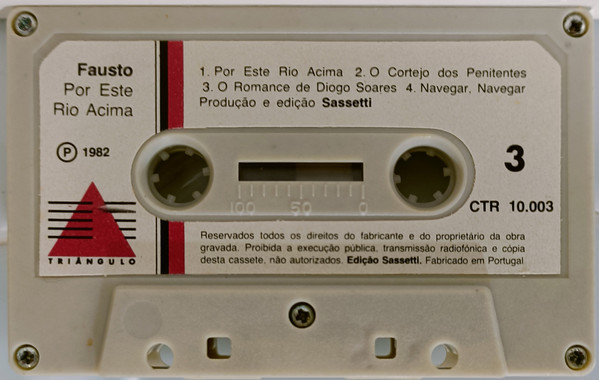 Fausto
Por Este
Rio Acima
1. Por Este Rio Acima 2. O Cortejo dos Penitentes
3. O Romance de Diogo Soares 4. Navegar, Navegar
Produção e edição Sassetti
P 1982
3
100 50 0
CTR 10.003
TRIÂNGULO
Reservados todos os direitos do fabricante e do proprietário da obra
gravada. Proibida a execução pública, transmissão radiofónica e cópia
desta cassete, não autorizados. Edição Sassetti. Fabricado em Portugal